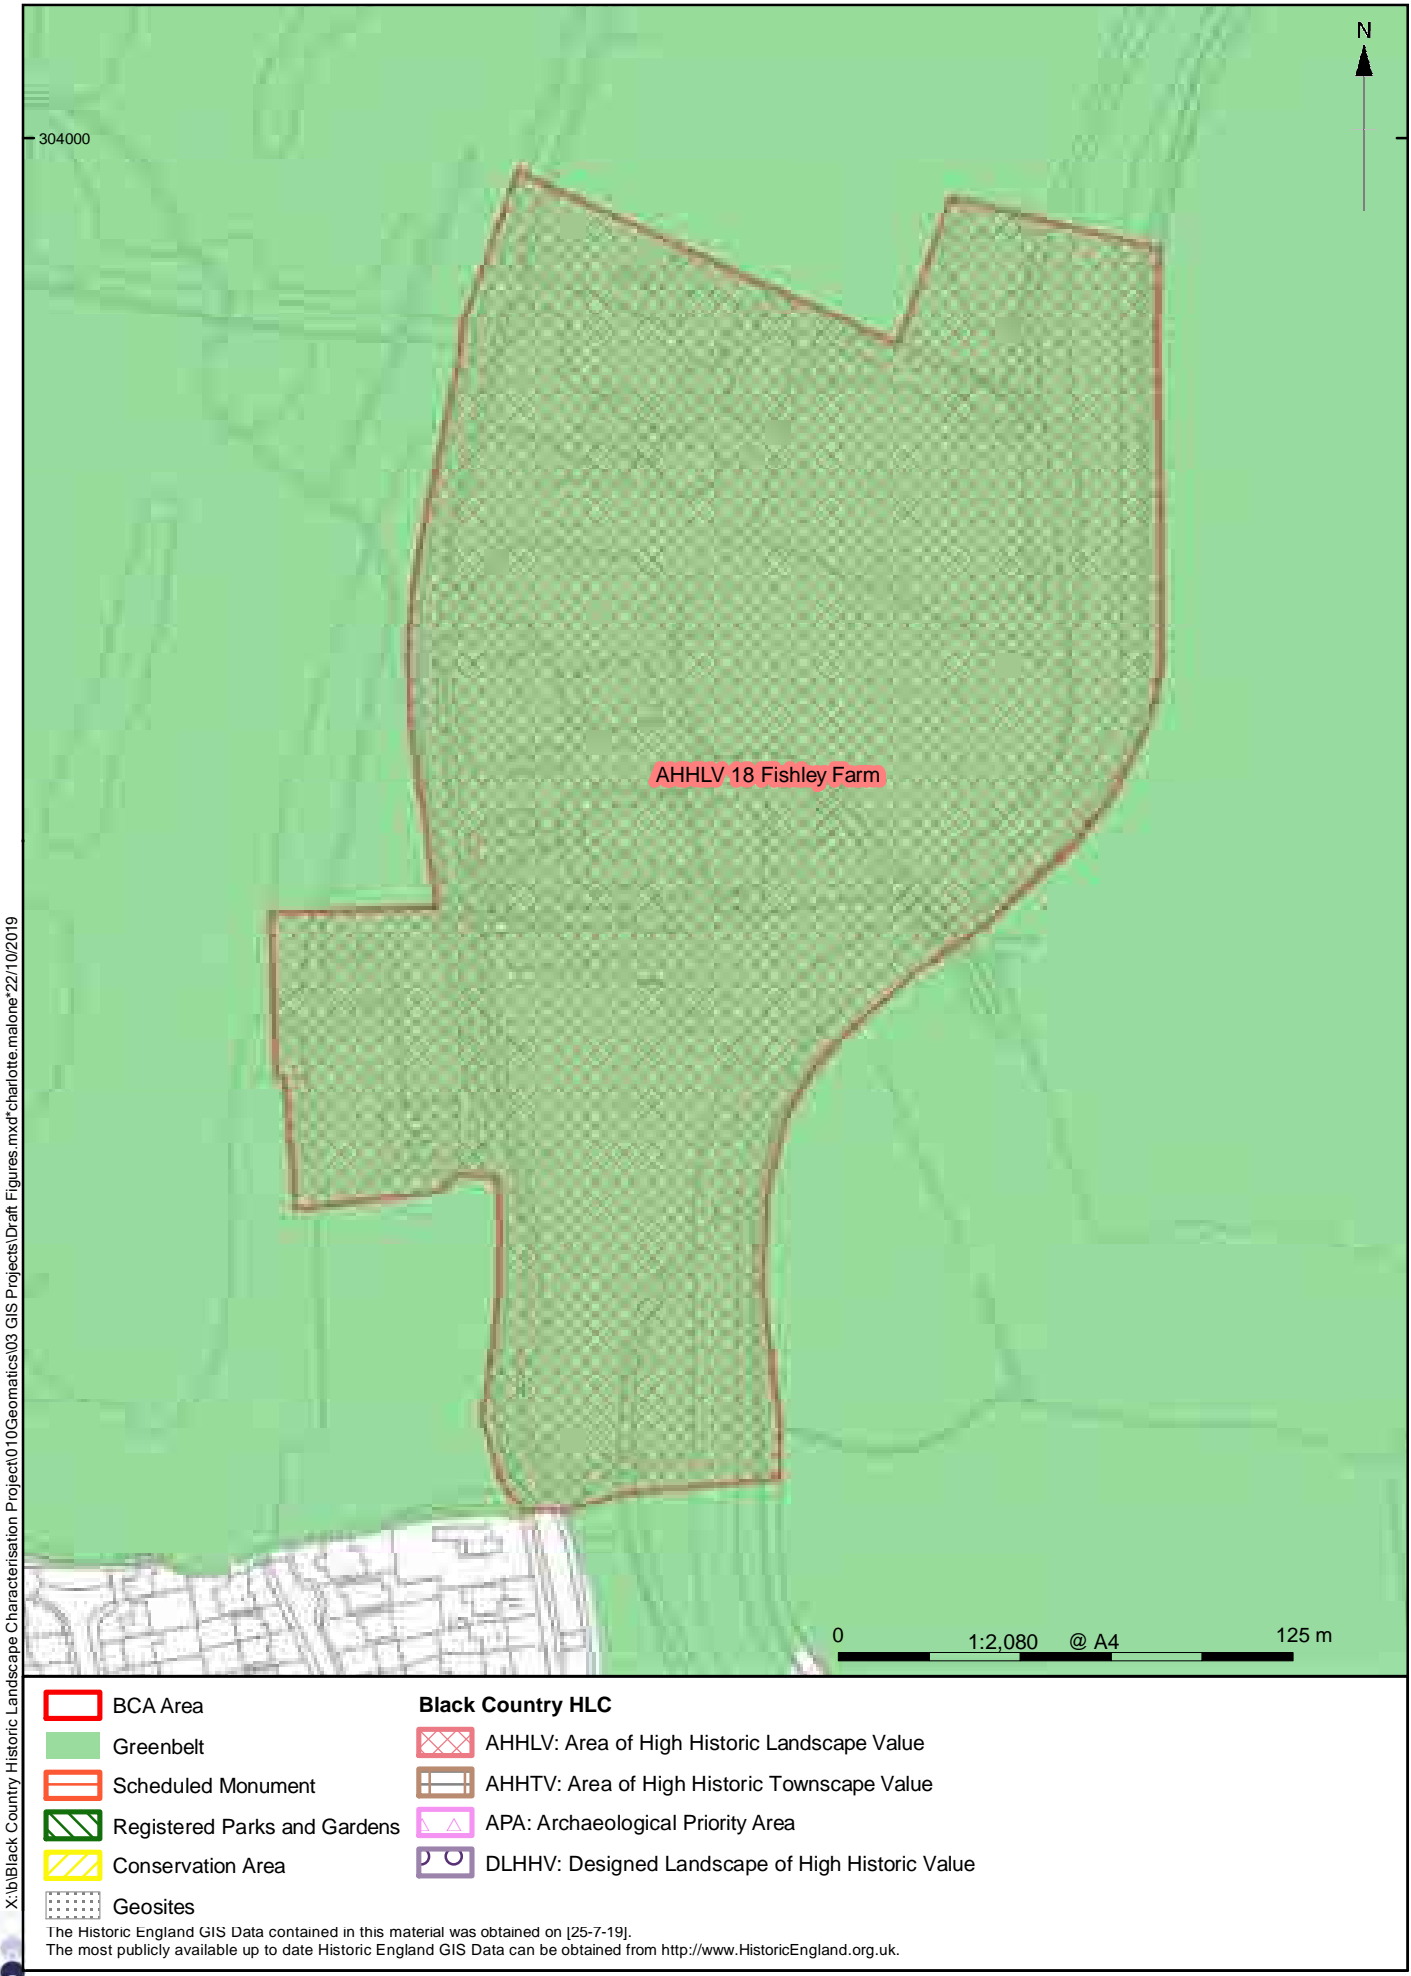 N
304000
AHHLV 18 Fishley Farm
X:\b\Black Country Historic Landscape Characterisation Project\010Geomatics\03 GIS Projects\Draft Figures.mxd*charlotte.malone*22/10/2019
0 1:2,080 @ A4 125 m
BCA Area
Greenbelt
Scheduled Monument
Registered Parks and Gardens
Conservation Area
Geosites
Black Country HLC
AHHLV: Area of High Historic Landscape Value
AHHTV: Area of High Historic Townscape Value
APA: Archaeological Priority Area
DLHHV: Designed Landscape of High Historic Value
The Historic England GIS Data contained in this material was obtained on [25-7-19].
The most publicly available up to date Historic England GIS Data can be obtained from http://www.HistoricEngland.org.uk.